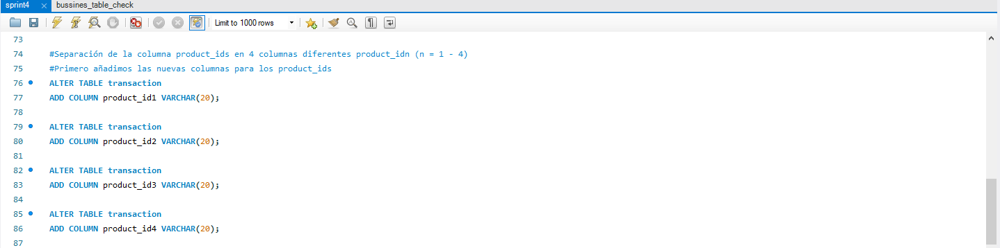 sprint4 × bussines_table_check
Limit to 1000 rows
73
74 #Separación de la columna product_ids en 4 columnas diferentes product_idn (n = 1 - 4)
75 #Primero añadimos las nuevas columnas para los product_ids
76 ALTER TABLE transaction
77 ADD COLUMN product_id1 VARCHAR(20);
78
79 ALTER TABLE transaction
80 ADD COLUMN product_id2 VARCHAR(20);
81
82 ALTER TABLE transaction
83 ADD COLUMN product_id3 VARCHAR(20);
84
85 ALTER TABLE transaction
86 ADD COLUMN product_id4 VARCHAR(20);
87